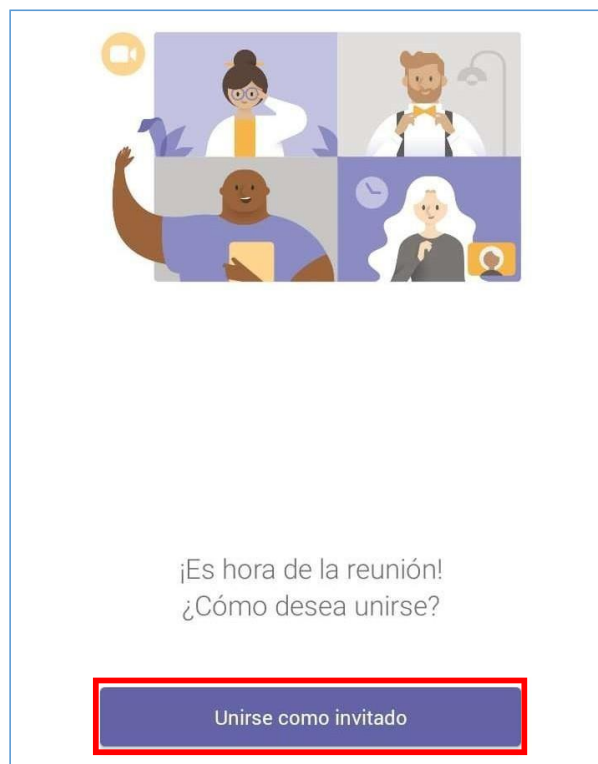 ¡Es hora de la reunión!
¿Cómo desea unirse?
Unirse como invitado